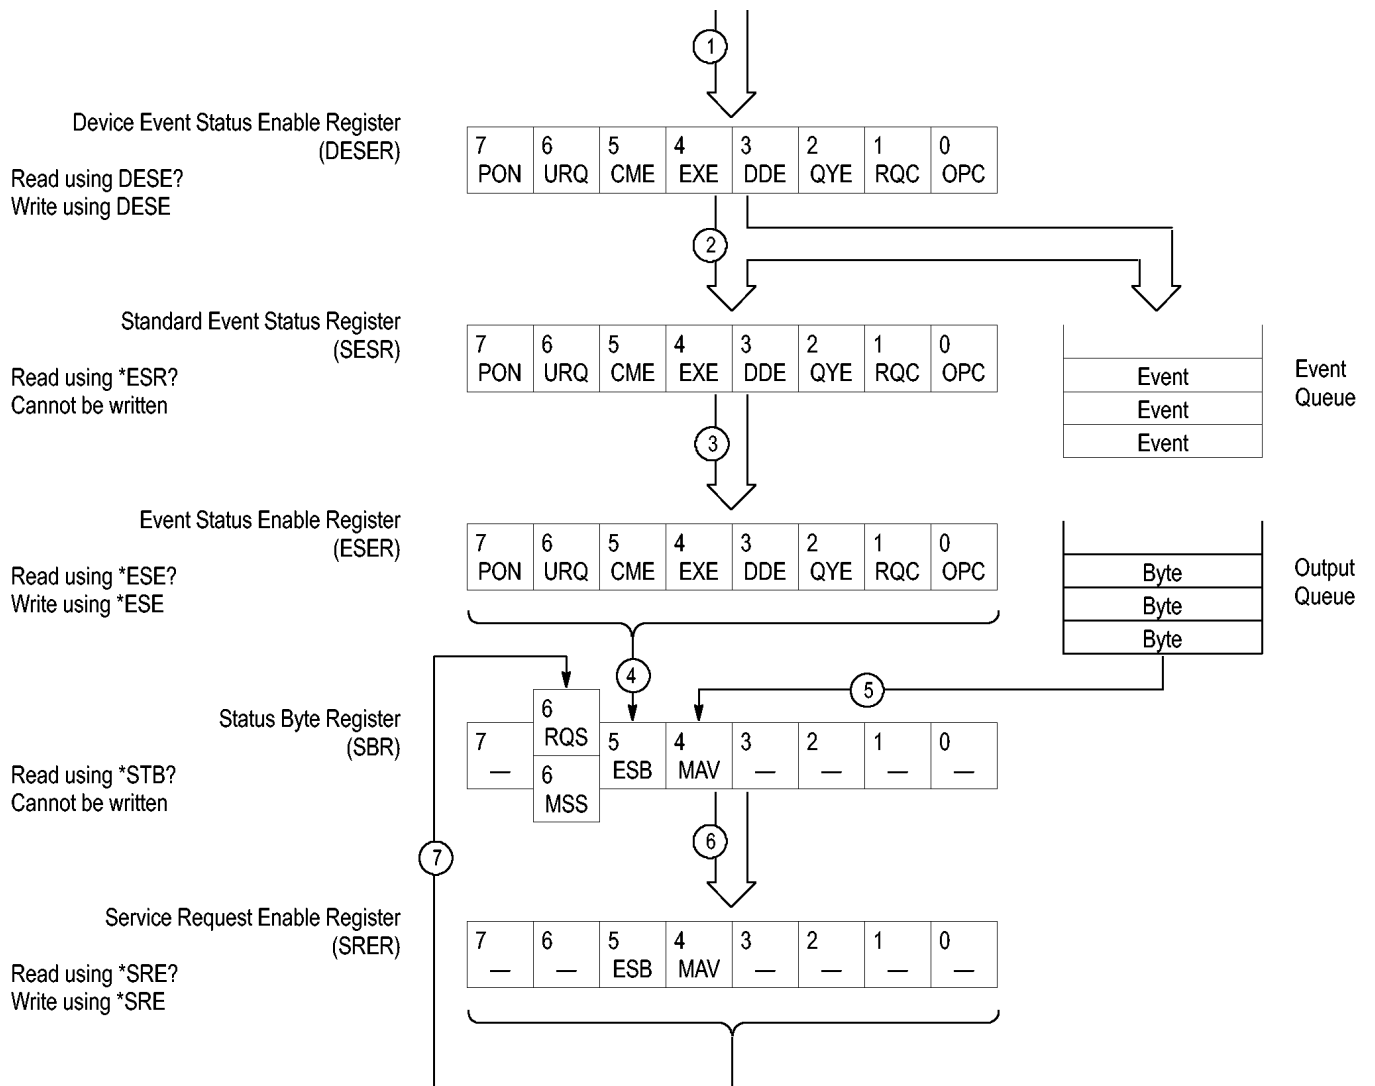 1
Device Event Status Enable Register
(DESER)
Read using DESE?
Write using DESE
7 6 5 4 3 2 1 0
PON URQ CME EXE DDE QYE RQC OPC
2
Standard Event Status Register
(SESR)
Read using *ESR?
Cannot be written
7 6 5 4 3 2 1 0
PON URQ CME EXE DDE QYE RQC OPC
Event
Event
Event
Event
Queue
3
Event Status Enable Register
(ESER)
Read using *ESE?
Write using *ESE
7 6 5 4 3 2 1 0
PON URQ CME EXE DDE QYE RQC OPC
Byte
Byte
Byte
Output
Queue
4
5
Status Byte Register
(SBR)
Read using *STB?
Cannot be written
6
RQS
7 5 4 3 2 1 0
— ESB MAV — — — —
6
MSS
6
7
Service Request Enable Register
(SRER)
Read using *SRE?
Write using *SRE
7 6 5 4 3 2 1 0
— — ESB MAV — — — —